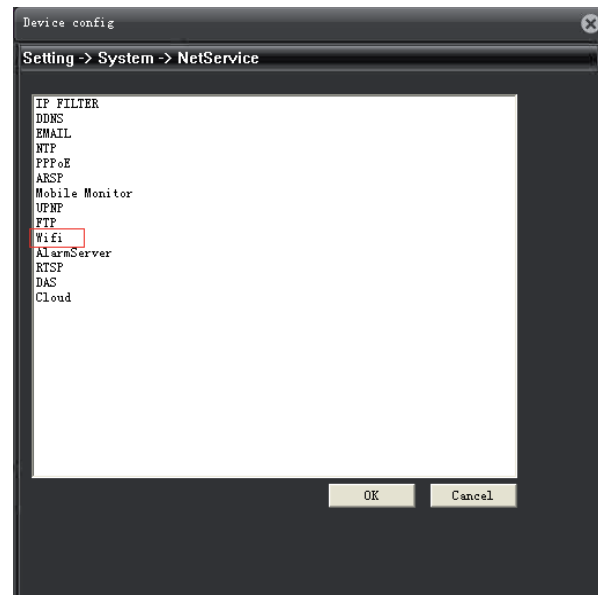 Device config
Setting -> System -> NetService
IP FILTER
DDNS
EMAIL
NTP
PPPoE
ARSP
Mobile Monitor
UPNP
FTP
Wifi
AlarmServer
RTSP
DAS
Cloud
OK Cancel